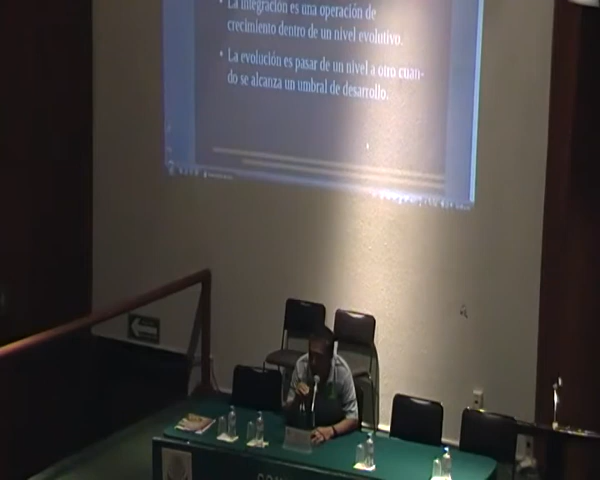 • La integración es una operación de
crecimiento dentro de un nivel evolutivo.
• La evolución es pasar de un nivel a otro cuan-
do se alcanza un umbral de desarrollo.